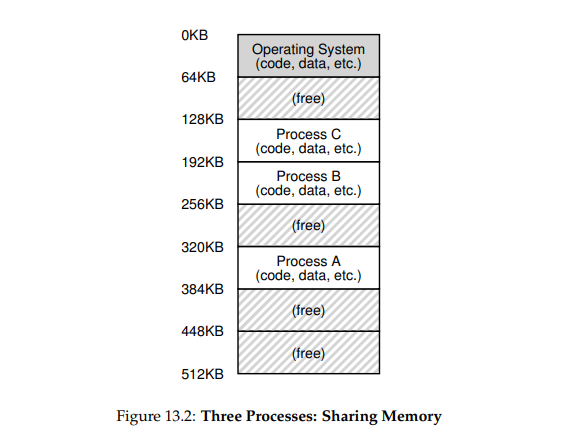 0KB
Operating System
(code, data, etc.)
64KB
(free)
128KB
Process C
(code, data, etc.)
192KB
Process B
(code, data, etc.)
256KB
(free)
320KB
Process A
(code, data, etc.)
384KB
(free)
448KB
(free)
512KB
Figure 13.2: Three Processes: Sharing Memory